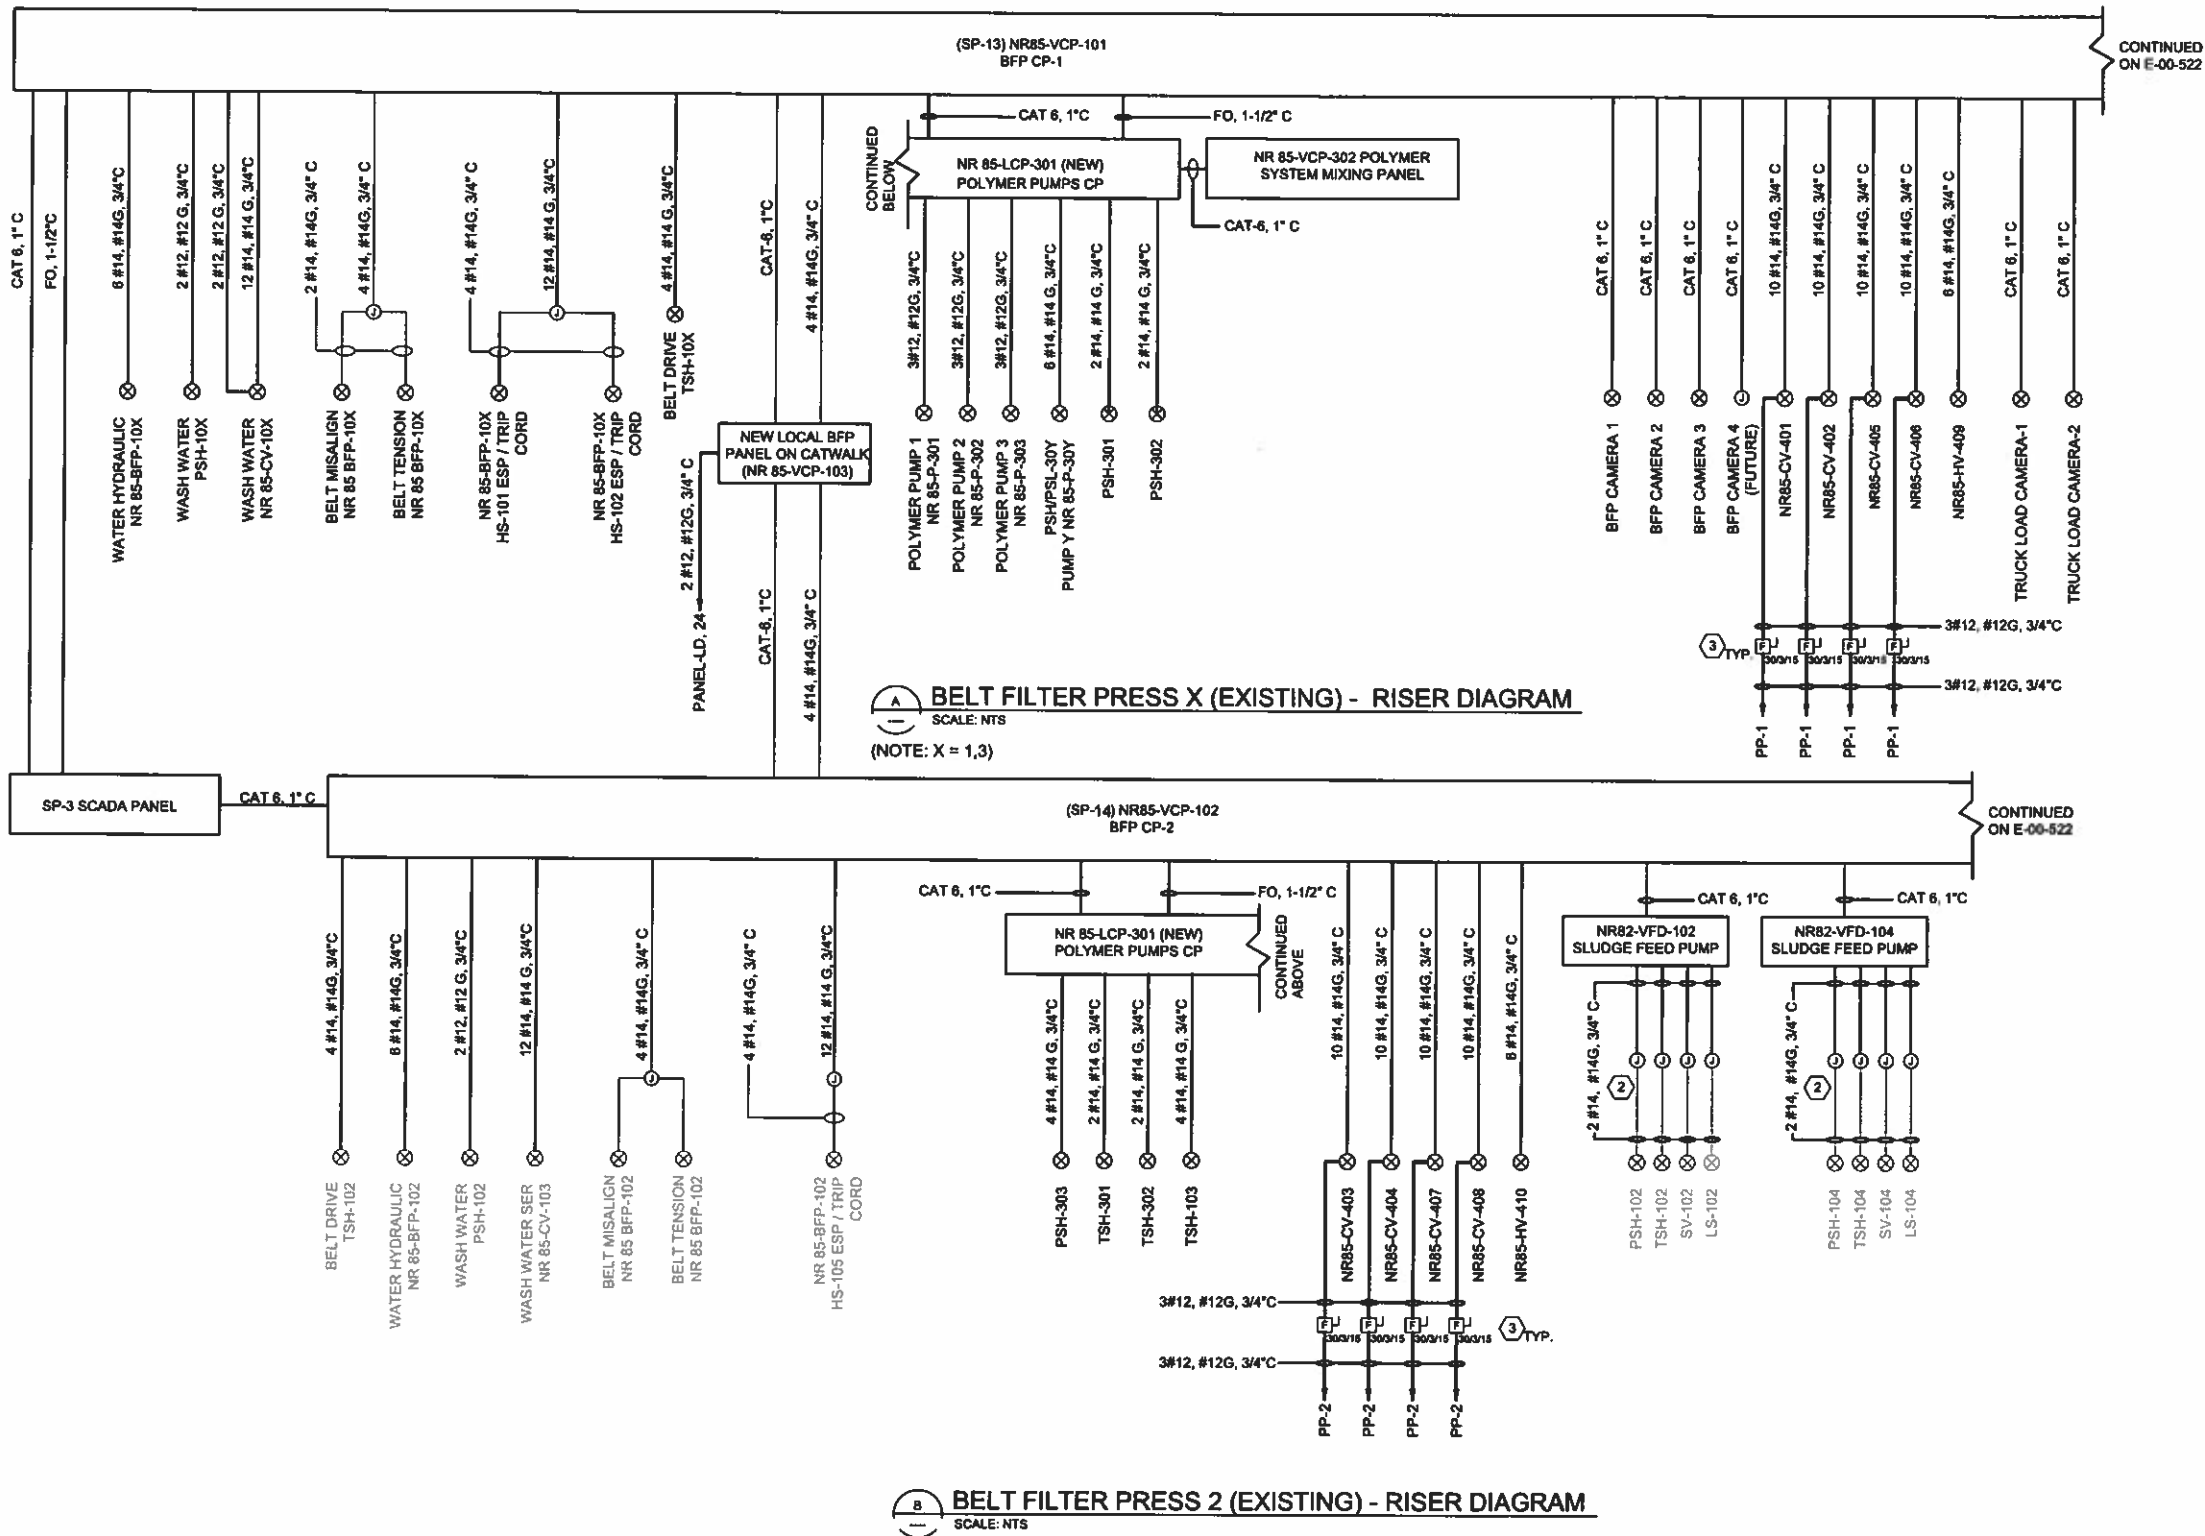 (SP-13) NR85-VCP-101
BFP CP-1
CONTINUED
ON E-00-522
CAT 6, 1" C
FO, 1-1/2"C
6 #14, #14G, 3/4"C
2 #12, #12 G, 3/4"C
2 #12, #12 G, 3/4"C
12 #14, #14 G, 3/4"C
2 #14, #14G, 3/4" C
4 #14, #14G, 3/4" C
4 #14, #14G, 3/4" C
12 #14, #14 G, 3/4"C
4 #14, #14 G, 3/4"C
CAT-6, 1"C
4 #14, #14G, 3/4" C
CAT 6, 1"C
FO, 1-1/2" C
CONTINUED
BELOW
NR 85-LCP-301 (NEW)
POLYMER PUMPS CP
NR 85-VCP-302 POLYMER
SYSTEM MIXING PANEL
CAT-6, 1" C
3#12, #12G, 3/4"C
3#12, #12G, 3/4"C
3#12, #12G, 3/4"C
6 #14, #14 G, 3/4"C
2 #14, #14 G, 3/4"C
2 #14, #14 G, 3/4"C
CAT 6, 1" C
CAT 6, 1" C
CAT 6, 1" C
CAT 6, 1" C
10 #14, #14G, 3/4" C
10 #14, #14G, 3/4" C
10 #14, #14G, 3/4" C
10 #14, #14G, 3/4" C
6 #14, #14G, 3/4" C
CAT 6, 1" C
CAT 6, 1" C
J
J
J
WATER HYDRAULIC
NR 85-BFP-10X
WASH WATER
PSH-10X
WASH WATER
NR 85-CV-10X
BELT MISALIGN
NR 85 BFP-10X
BELT TENSION
NR 85 BFP-10X
NR 85-BFP-10X
HS-101 ESP / TRIP
CORD
NR 85-BFP-10X
HS-102 ESP / TRIP
CORD
BELT DRIVE
TSH-10X
NEW LOCAL BFP
PANEL ON CATWALK
(NR 85-VCP-103)
2 #12, #12G, 3/4" C
PANEL-LD, 24
CAT-6, 1"C
4 #14, #14G, 3/4" C
POLYMER PUMP 1
NR 85-P-301
POLYMER PUMP 2
NR 85-P-302
POLYMER PUMP 3
NR 85-P-303
PSH/PSL-30Y
PUMP Y NR 85-P-30Y
PSH-301
PSH-302
BFP CAMERA 1
BFP CAMERA 2
BFP CAMERA 3
BFP CAMERA 4
(FUTURE)
NR85-CV-401
NR85-CV-402
NR85-CV-405
NR85-CV-406
NR85-HV-409
TRUCK LOAD CAMERA-1
TRUCK LOAD CAMERA-2
3#12, #12G, 3/4"C
3 TYP.
F F F F
30/3/15 30/3/15 30/3/15 30/3/15
3#12, #12G, 3/4"C
PP-1
PP-1
PP-1
PP-1
A
BELT FILTER PRESS X (EXISTING) - RISER DIAGRAM
SCALE: NTS
(NOTE: X = 1,3)
SP-3 SCADA PANEL
CAT 6, 1" C
(SP-14) NR85-VCP-102
BFP CP-2
CONTINUED
ON E-00-522
4 #14, #14G, 3/4"C
6 #14, #14G, 3/4"C
2 #12, #12 G, 3/4"C
12 #14, #14 G, 3/4"C
4 #14, #14G, 3/4" C
4 #14, #14G, 3/4" C
12 #14, #14 G, 3/4"C
CAT 6, 1"C
FO, 1-1/2" C
NR 85-LCP-301 (NEW)
POLYMER PUMPS CP
CONTINUED
ABOVE
4 #14, #14 G, 3/4"C
2 #14, #14 G, 3/4"C
2 #14, #14 G, 3/4"C
4 #14, #14 G, 3/4"C
10 #14, #14G, 3/4" C
10 #14, #14G, 3/4" C
10 #14, #14G, 3/4" C
10 #14, #14G, 3/4" C
6 #14, #14G, 3/4" C
CAT 6, 1"C
CAT 6, 1"C
NR82-VFD-102
SLUDGE FEED PUMP
NR82-VFD-104
SLUDGE FEED PUMP
2 #14, #14G, 3/4" C
J J J J
2
2 #14, #14G, 3/4" C
J J J J
2
J
J
BELT DRIVE
TSH-102
WATER HYDRAULIC
NR 85-BFP-102
WASH WATER
PSH-102
WASH WATER SER
NR 85-CV-103
BELT MISALIGN
NR 85 BFP-102
BELT TENSION
NR 85 BFP-102
NR 85-BFP-102
HS-105 ESP / TRIP
CORD
PSH-303
TSH-301
TSH-302
TSH-103
NR85-CV-403
NR85-CV-404
NR85-CV-407
NR85-CV-408
NR85-HV-410
PSH-102
TSH-102
SV-102
LS-102
PSH-104
TSH-104
SV-104
LS-104
3#12, #12G, 3/4"C
F F F F
30/3/15 30/3/15 30/3/15 30/3/15
3 TYP.
3#12, #12G, 3/4"C
PP-2
PP-2
PP-2
PP-2
B
BELT FILTER PRESS 2 (EXISTING) - RISER DIAGRAM
SCALE: NTS